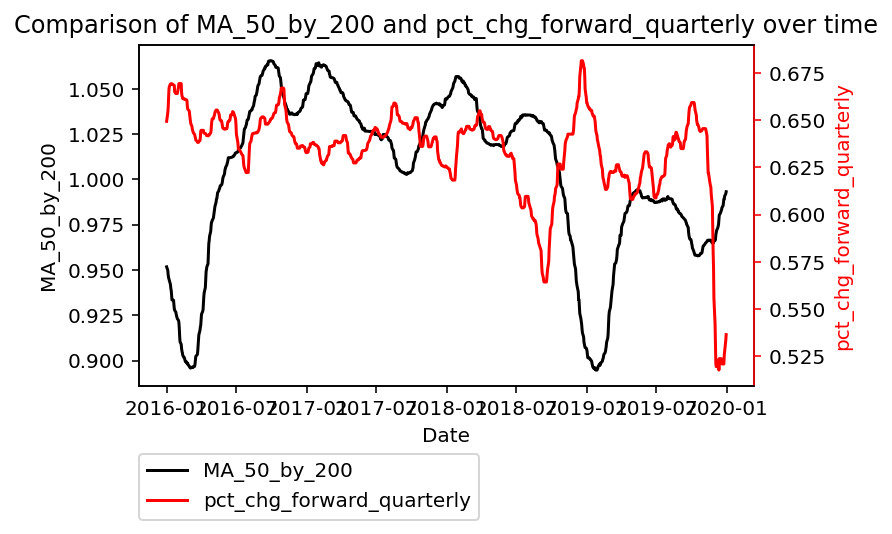 Comparison of MA_50_by_200 and pct_chg_forward_quarterly over time
MA_50_by_200
1.050
1.025
1.000
0.975
0.950
0.925
0.900
0.675
0.650
0.625
0.600
0.575
0.550
0.525
pct_chg_forward_quarterly
2016-01 2016-07 2017-01 2017-07 2018-01 2018-07 2019-01 2019-07 2020-01
Date
MA_50_by_200
pct_chg_forward_quarterly